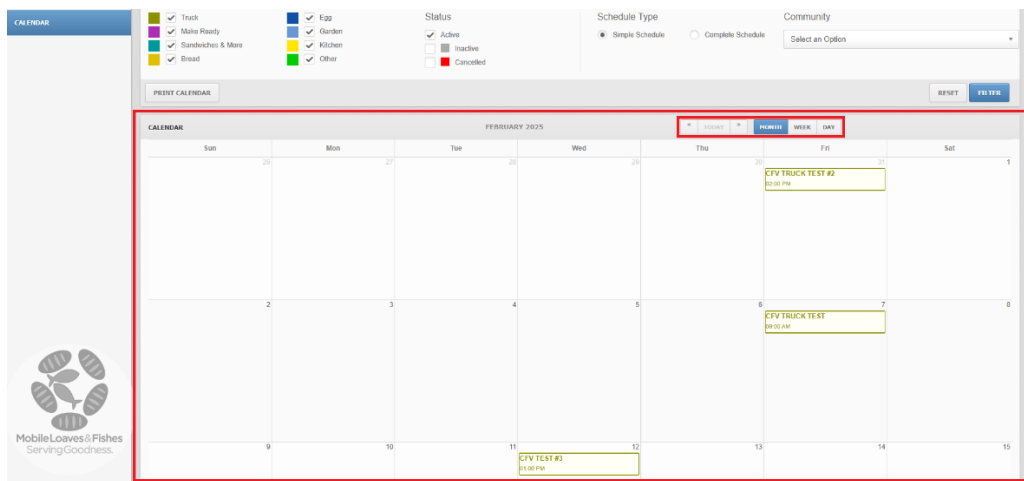 CALENDAR
Truck
Make Ready
Sandwiches & More
Bread
Egg
Garden
Kitchen
Other
Status
Active
Inactive
Cancelled
Schedule Type
Simple Schedule
Complete Schedule
Community
Select an Option
PRINT CALENDAR
RESET FILTER
CALENDAR
FEBRUARY 2025
TODAY
MONTH WEEK DAY
Sun Mon Tue Wed Thu Fri Sat
26 27 28 29 30 31 1
CFV TRUCK TEST #2
02:00 PM
2 3 4 5 6 7 8
CFV TRUCK TEST
09:00 AM
9 10 11 12 13 14 15
CFV TEST #3
01:00 PM
Mobile Loaves & Fishes
Serving Goodness.